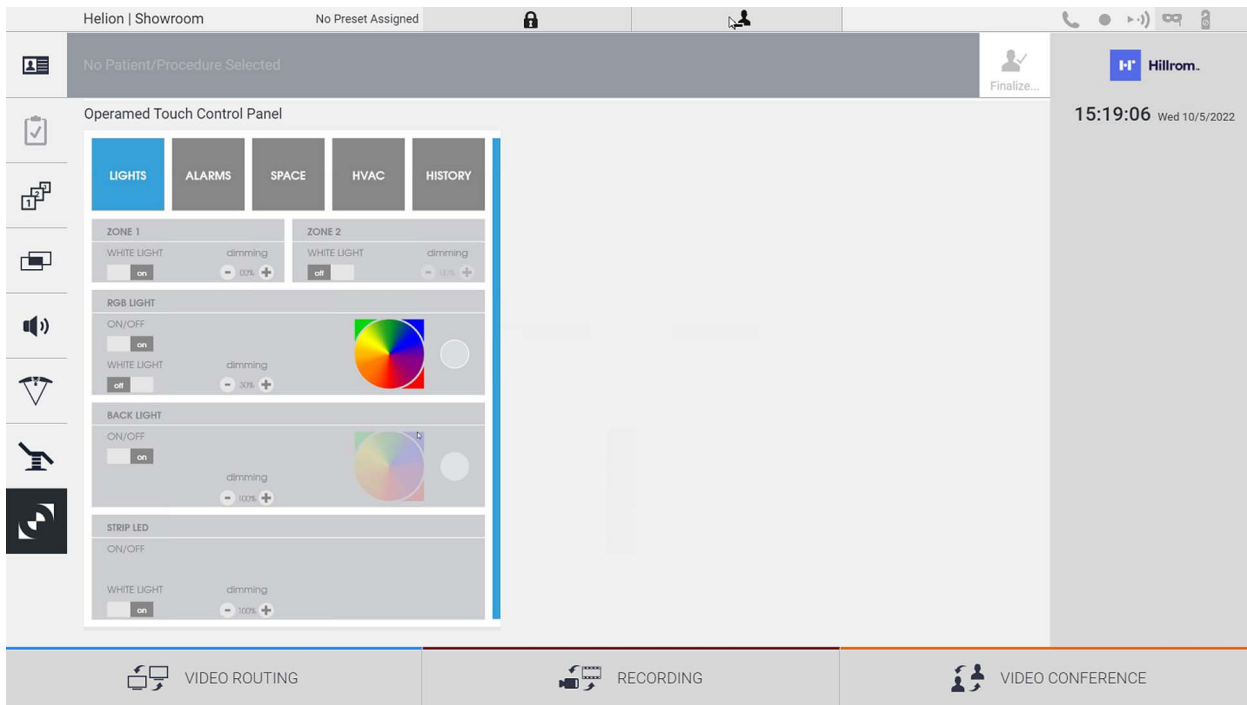 Helion | Showroom
No Preset Assigned
No Patient/Procedure Selected
Finalize...
Hillrom™
15:19:06 Wed 10/5/2022
Operamed Touch Control Panel
LIGHTS ALARMS SPACE HVAC HISTORY
ZONE 1
WHITE LIGHT dimming
on
ZONE 2
WHITE LIGHT dimming
off
RGB LIGHT
ON/OFF
on
WHITE LIGHT dimming
off - 30% +
BACK LIGHT
ON/OFF
on
dimming
- 100% +
STRIP LED
ON/OFF
WHITE LIGHT dimming
on - 100% +
VIDEO ROUTING
RECORDING
VIDEO CONFERENCE